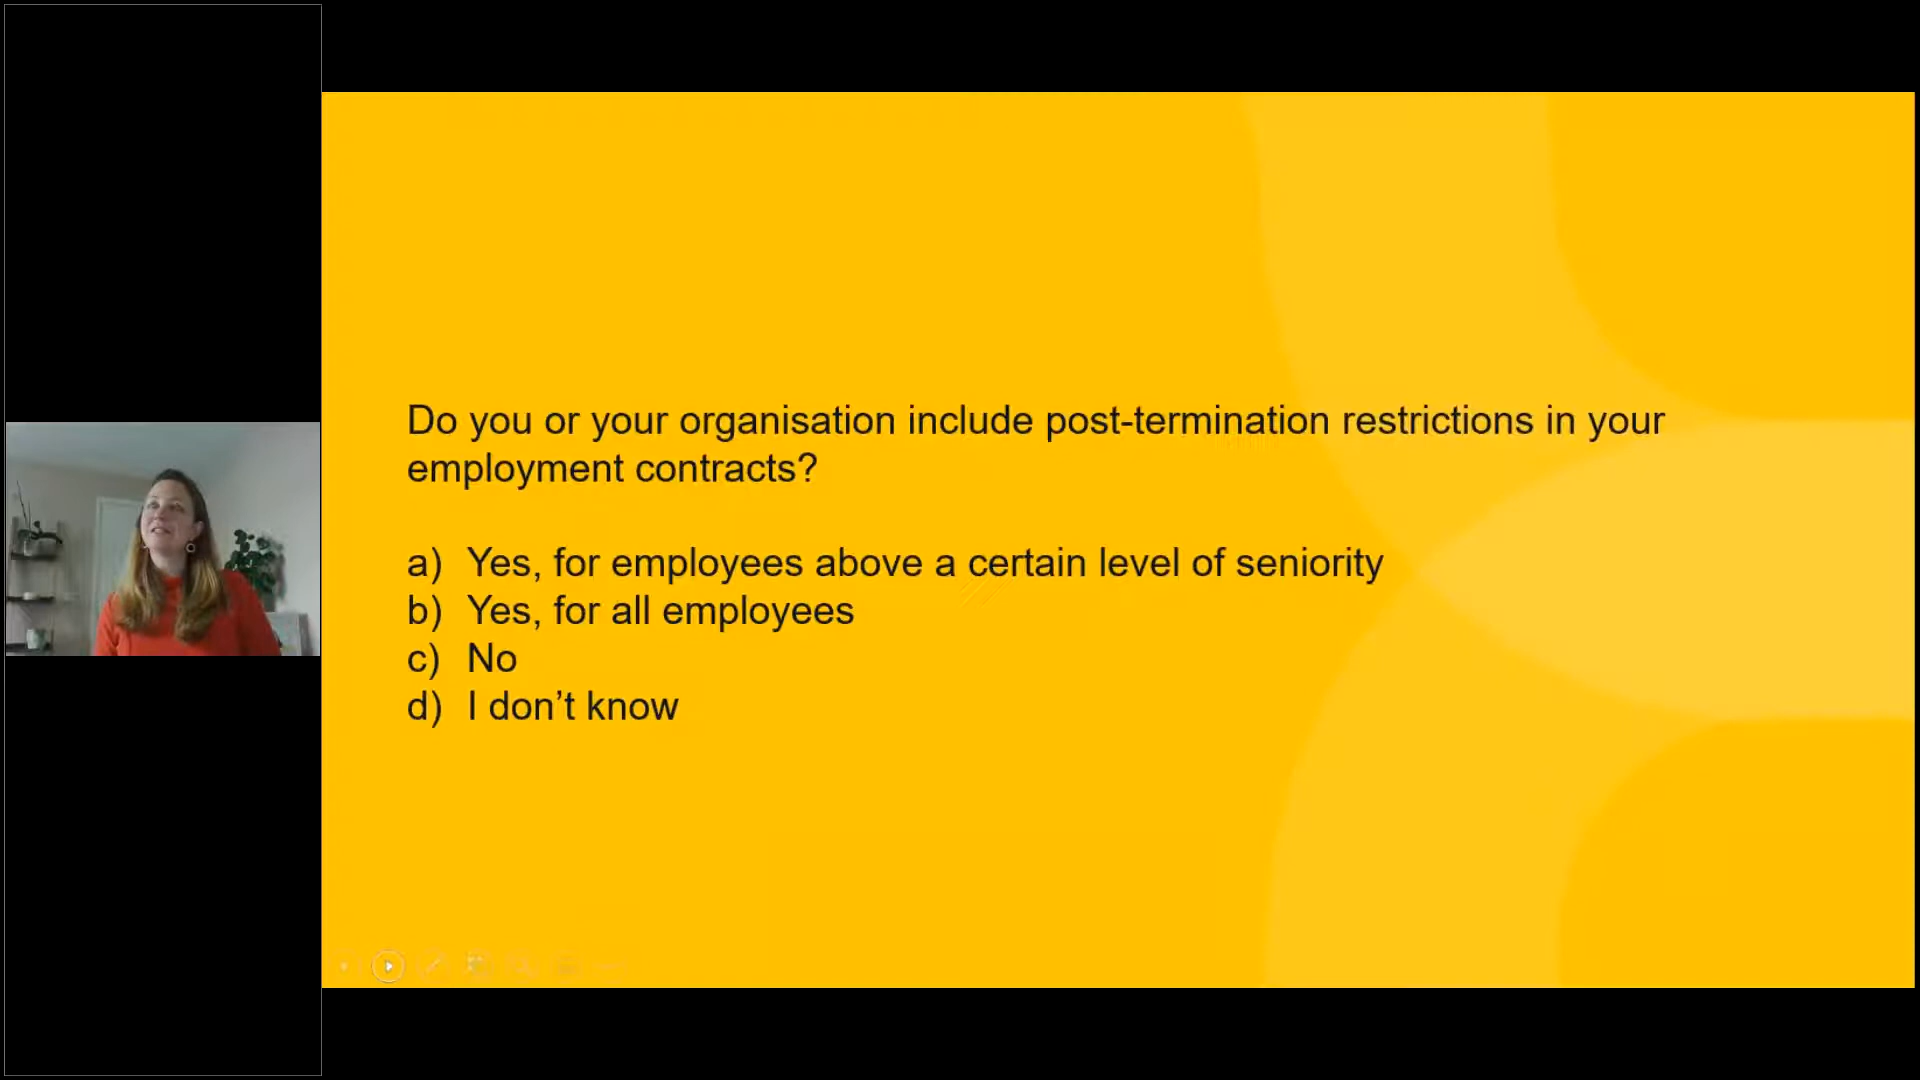 Do you or your organisation include post-termination restrictions in your
employment contracts?
a) Yes, for employees above a certain level of seniority
b) Yes, for all employees
c) No
d) I don’t know